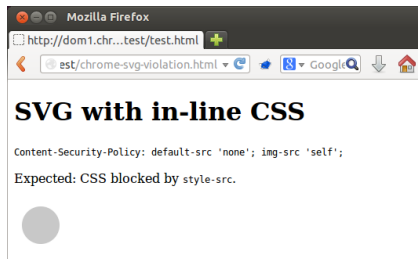 Mozilla Firefox
http://dom1.chr...test/test.html
est/chrome-svg-violation.html
Google
SVG with in-line CSS
Content-Security-Policy: default-src 'none'; img-src 'self';
Expected: CSS blocked by style-src.